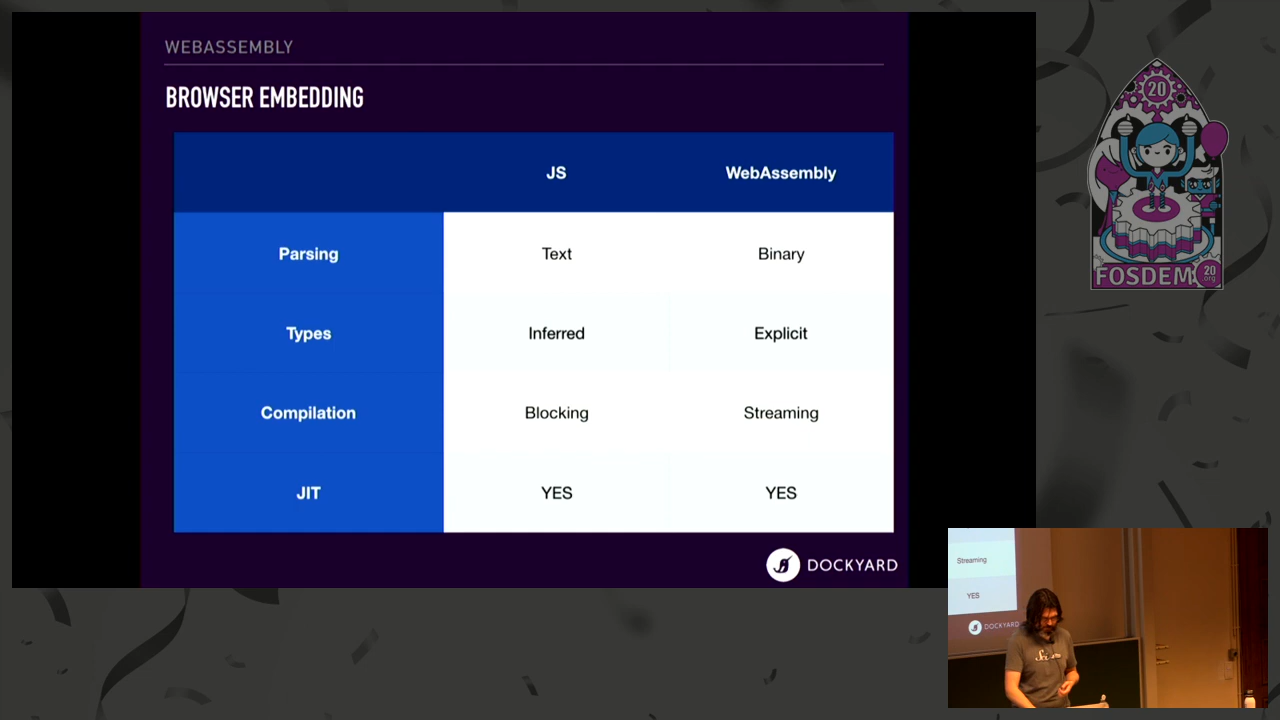 WEBASSEMBLY
BROWSER EMBEDDING
JS WebAssembly
Parsing Text Binary
Types Inferred Explicit
Compilation Blocking Streaming
JIT YES YES
DOCKYARD
20
FOSDEM 20 .org
Streaming
YES
DOCKYARD